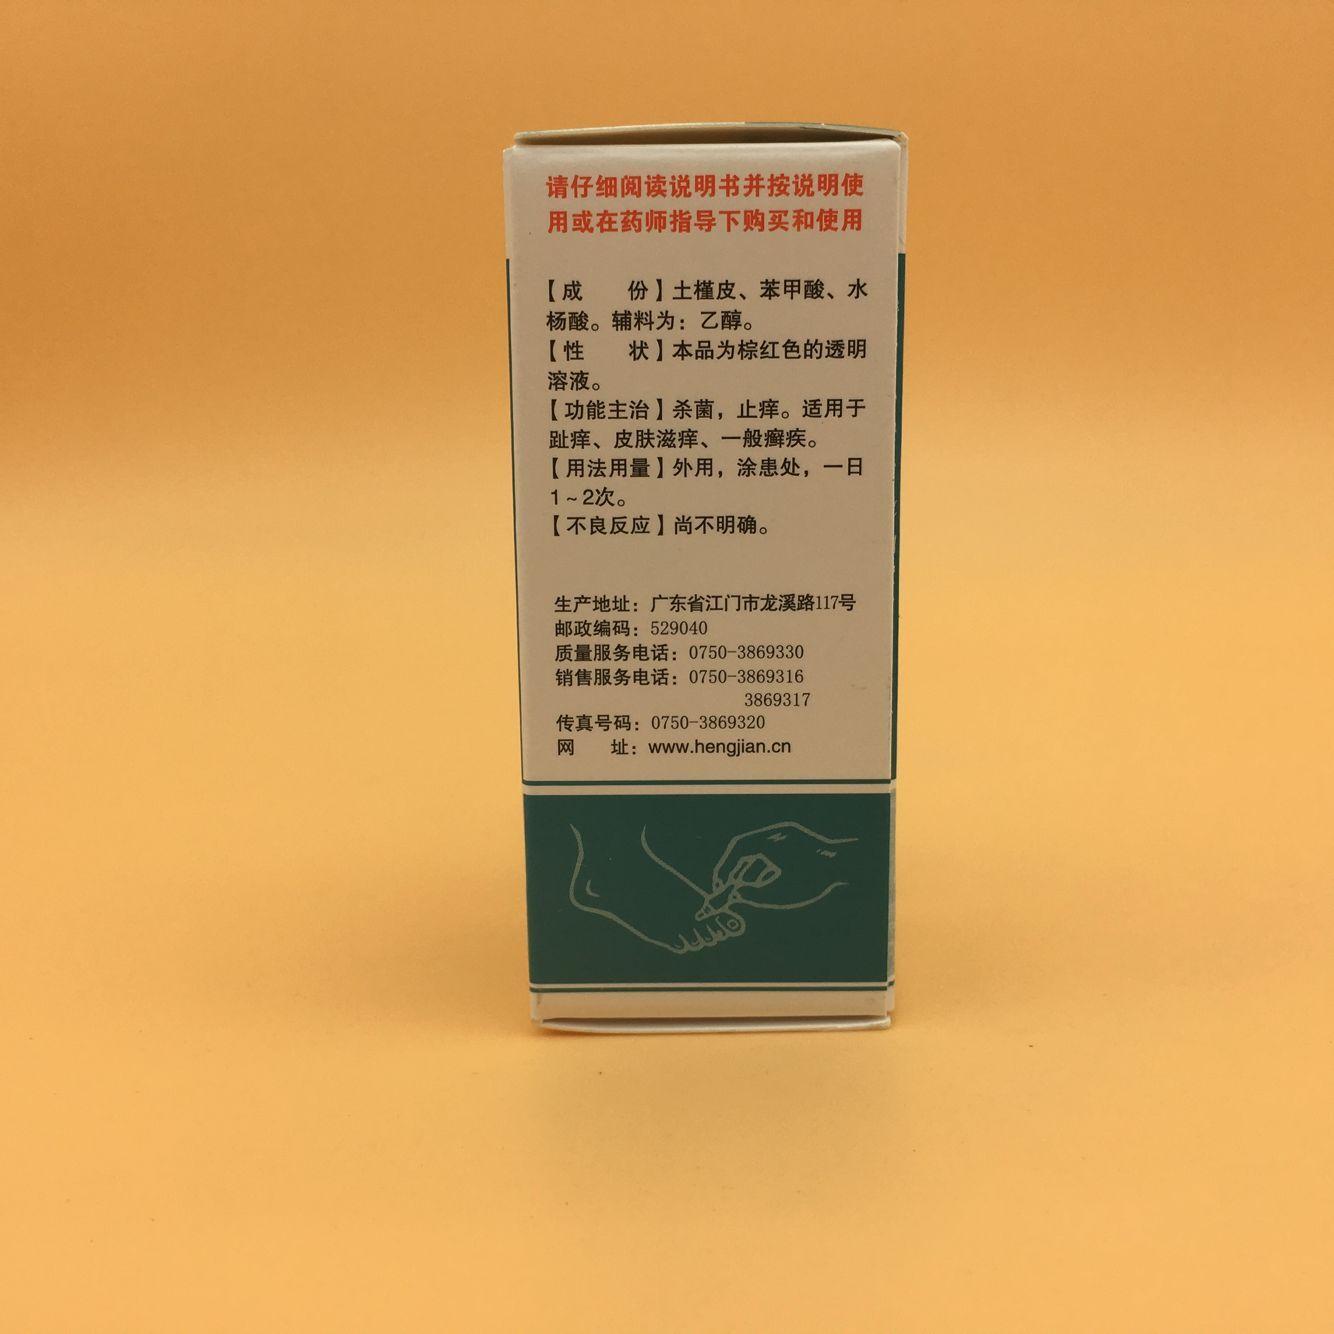 请仔细阅读说明书并按说明使
用或在药师指导下购买和使用
【成　份】土槿皮、苯甲酸、水
杨酸。辅料为：乙醇。
【性　状】本品为棕红色的透明
溶液。
【功能主治】杀菌，止痒。适用于
趾痒、皮肤滋痒、一般癣疾。
【用法用量】外用，涂患处，一日
1~2次。
【不良反应】尚不明确。
生产地址：广东省江门市龙溪路117号
邮政编码：529040
质量服务电话：0750-3869330
销售服务电话：0750-3869316
3869317
传真号码：0750-3869320
网　址：www.hengjian.cn